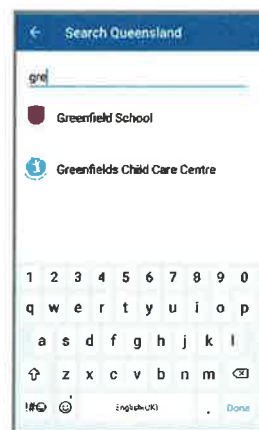 Search Queensland
gre
Greenfield School
Greenfields Child Care Centre
1 2 3 4 5 6 7 8 9 0
q w e r t y u i o p
a s d f g h j k l
z x c v b n m
!#☺ English(UK) . Done